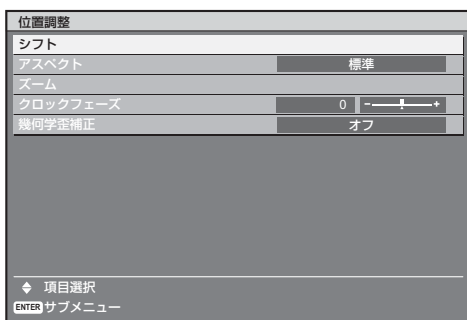 位置調整
シフト
アスペクト 標準
ズーム
クロックフェーズ 0 - +
幾何学歪補正 オフ
項目選択
ENTER サブメニュー